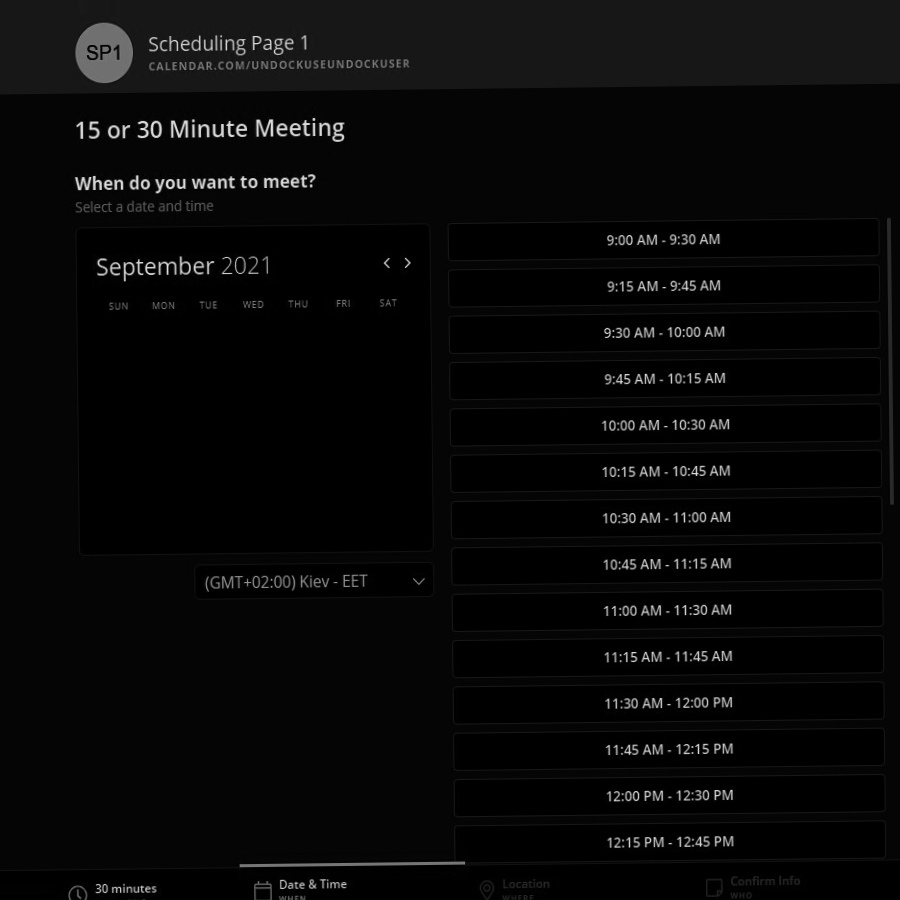 SP1
Scheduling Page 1
CALENDAR.COM/UNDOCKUSEUNDOCKUSER
15 or 30 Minute Meeting
When do you want to meet?
Select a date and time
September 2021
SUN MON TUE WED THU FRI SAT
(GMT+02:00) Kiev - EET
9:00 AM - 9:30 AM
9:15 AM - 9:45 AM
9:30 AM - 10:00 AM
9:45 AM - 10:15 AM
10:00 AM - 10:30 AM
10:15 AM - 10:45 AM
10:30 AM - 11:00 AM
10:45 AM - 11:15 AM
11:00 AM - 11:30 AM
11:15 AM - 11:45 AM
11:30 AM - 12:00 PM
11:45 AM - 12:15 PM
12:00 PM - 12:30 PM
12:15 PM - 12:45 PM
30 minutes
Date & Time
WHEN
Location
WHERE
Confirm Info
WHO